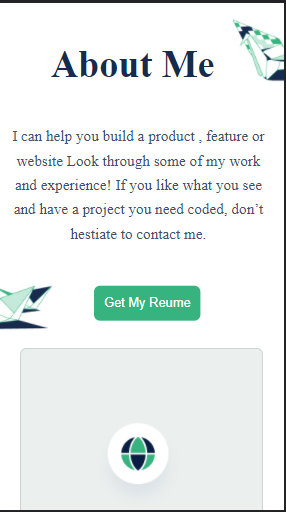 About Me
I can help you build a product , feature or
website Look through some of my work
and experience! If you like what you see
and have a project you need coded, don’t
hestiate to contact me.
Get My Reume